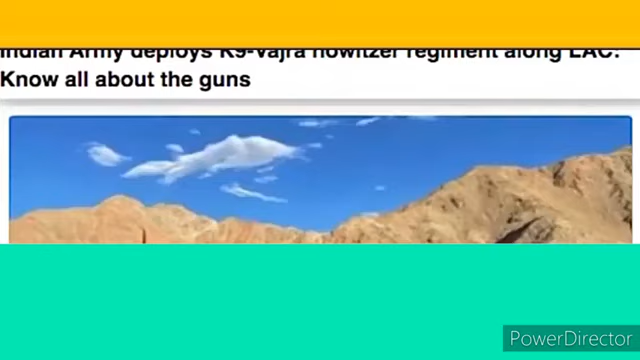 Indian Army deploys K9-Vajra howitzer regiment along LAC:
Know all about the guns
PowerDirector